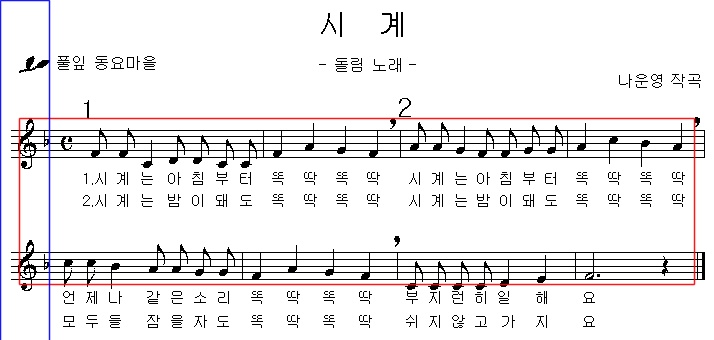 시 계
풀잎 동요마을
- 돌림 노래 -
나운영 작곡
1 2
1.시 계 는 아 침 부 터 똑 딱 똑 딱 시 계 는 아 침 부 터 똑 딱 똑 딱
2.시 계 는 밤 이 돼 도 똑 딱 똑 딱 시 계 는 밤 이 돼 도 똑 딱 똑 딱
언 제 나 같 은 소 리 똑 딱 똑 딱 부 지 런 히 일 해 요
모 두 들 잠 을 자 도 똑 딱 똑 딱 쉬 지 않 고 가 지 요